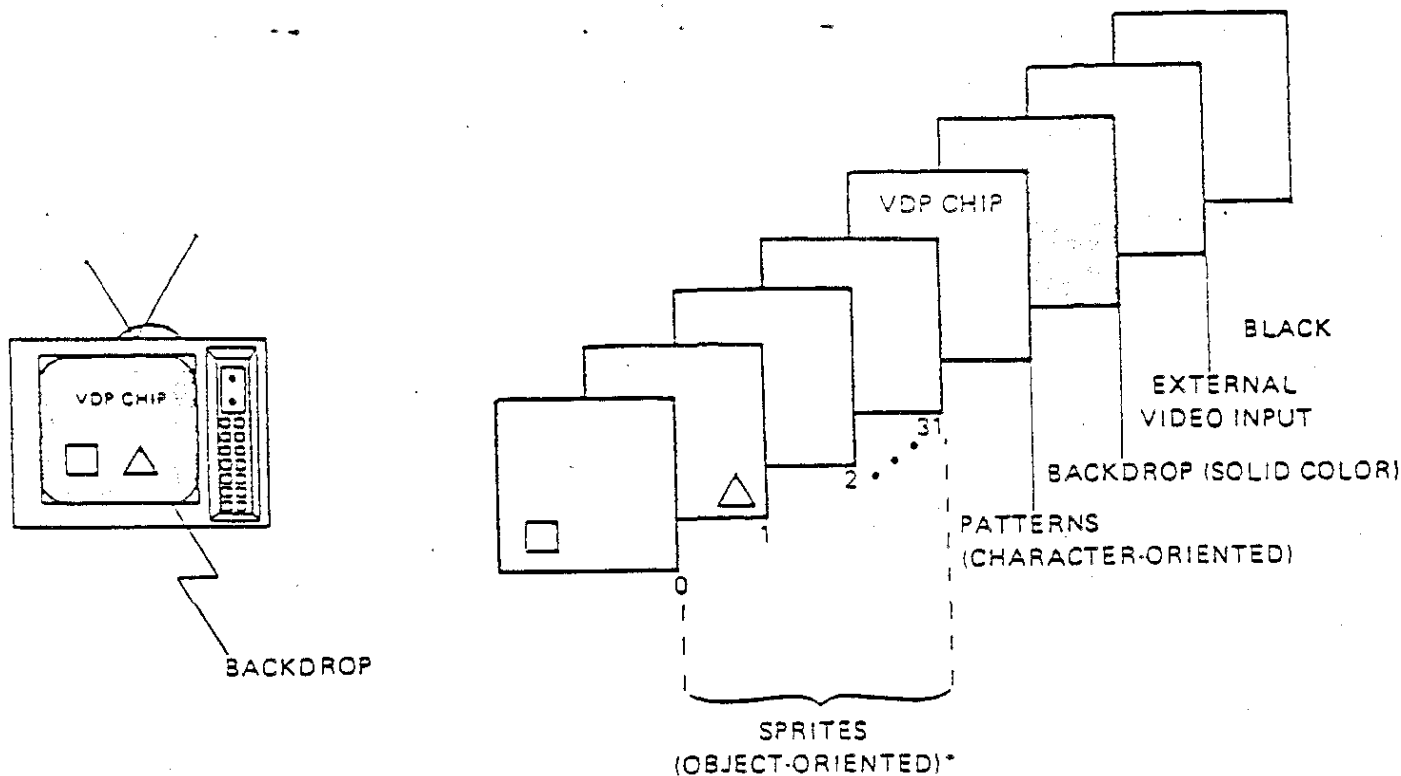 VDP CHIP
BLACK
EXTERNAL
VIDEO INPUT
VDP CHIP
31
2
BACKDROP (SOLID COLOR)
PATTERNS
(CHARACTER-ORIENTED)
1
0
BACKDROP
SPRITES
(OBJECT-ORIENTED)*